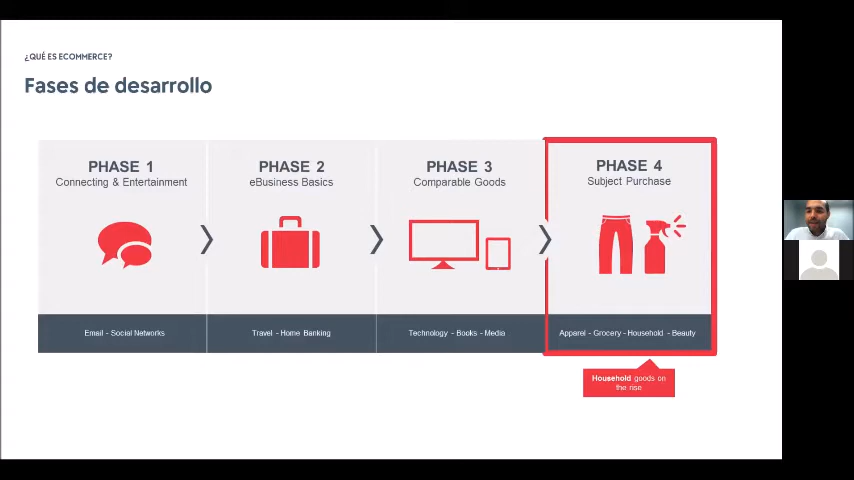 ¿QUÉ ES ECOMMERCE?
Fases de desarrollo
PHASE 1
Connecting & Entertainment
Email - Social Networks
PHASE 2
eBusiness Basics
Travel - Home Banking
PHASE 3
Comparable Goods
Technology - Books - Media
PHASE 4
Subject Purchase
Apparel - Grocery - Household - Beauty
Household goods on
the rise